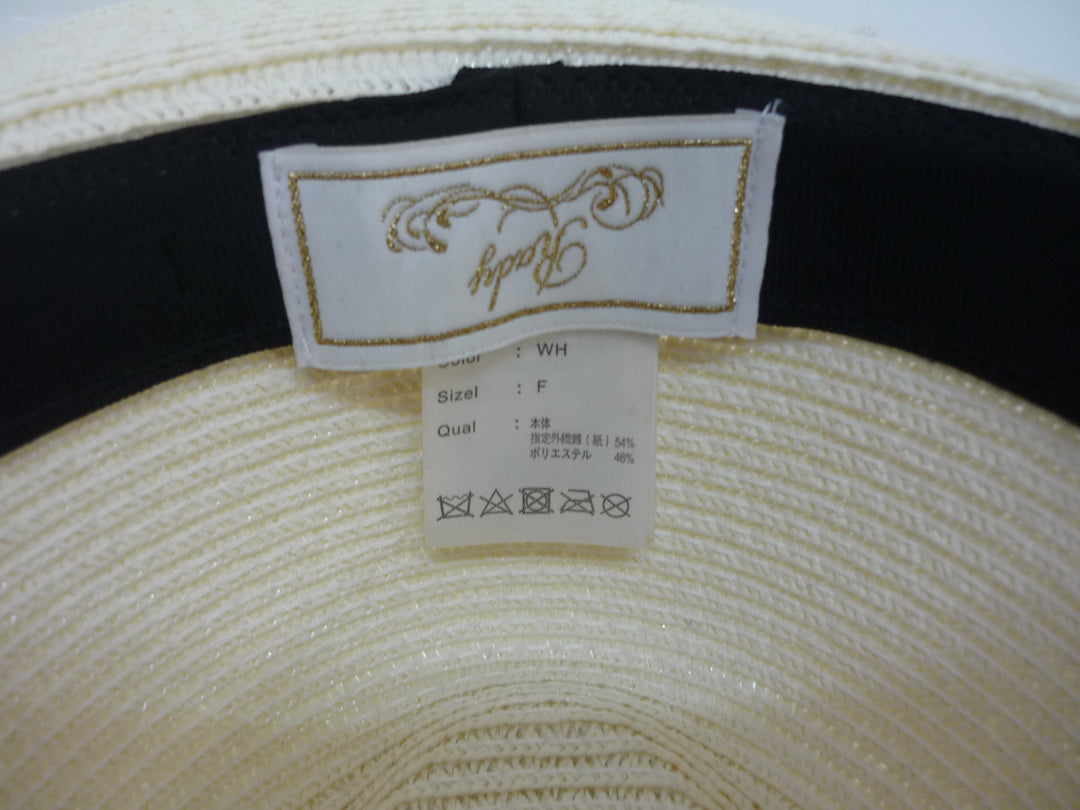 Rady
Color : WH
Sizel : F
Qual : 本体
指定外繊維(紙) 54%
ポリエステル 46%